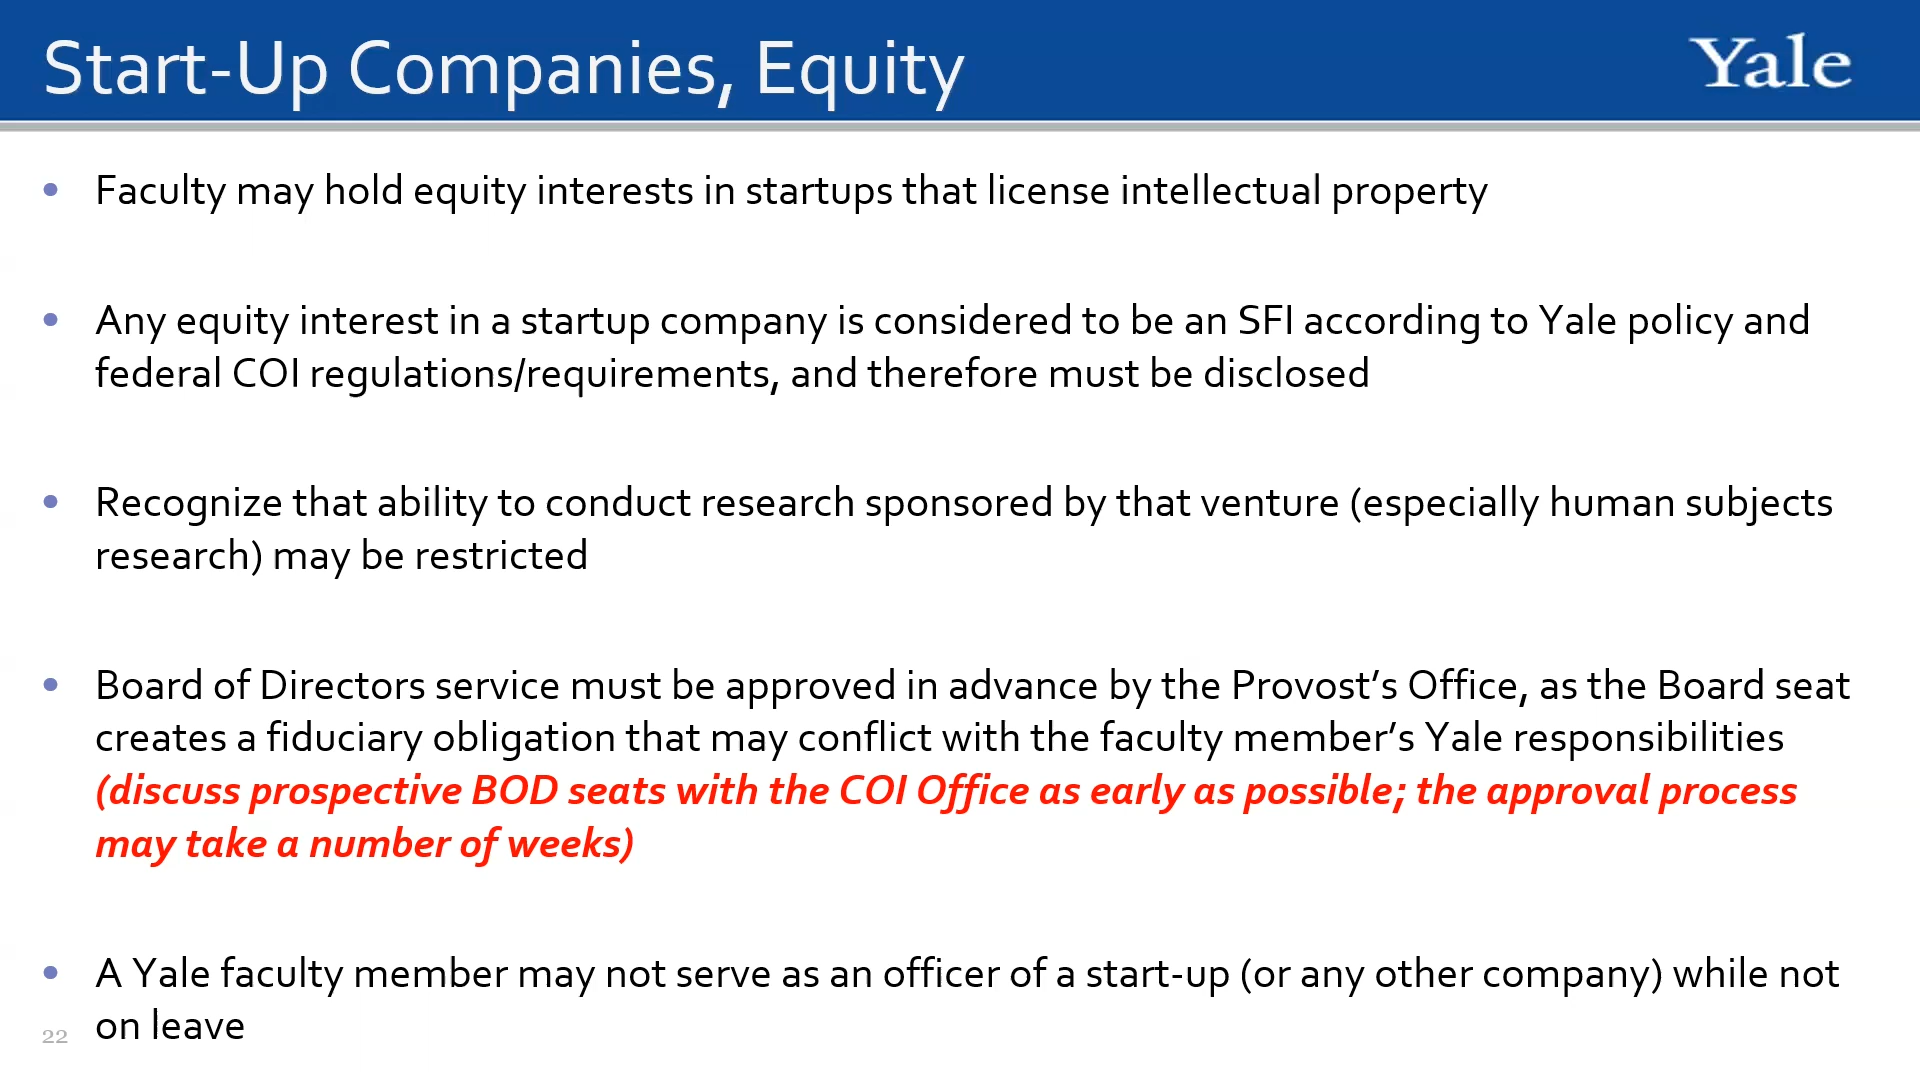 Start-Up Companies, Equity
Yale
• Faculty may hold equity interests in startups that license intellectual property
• Any equity interest in a startup company is considered to be an SFI according to Yale policy and
federal COI regulations/requirements, and therefore must be disclosed
• Recognize that ability to conduct research sponsored by that venture (especially human subjects
research) may be restricted
• Board of Directors service must be approved in advance by the Provost’s Office, as the Board seat
creates a fiduciary obligation that may conflict with the faculty member’s Yale responsibilities
(discuss prospective BOD seats with the COI Office as early as possible; the approval process
may take a number of weeks)
• A Yale faculty member may not serve as an officer of a start-up (or any other company) while not
on leave
22